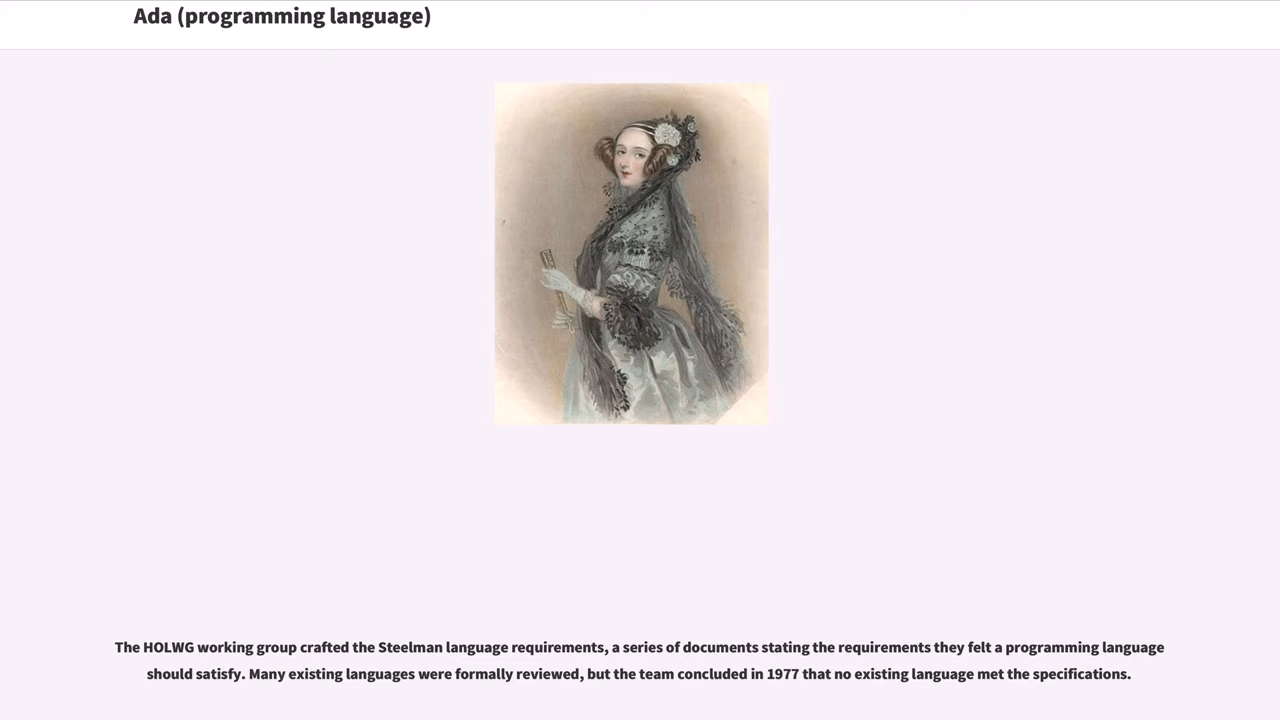 Ada (programming language)
The HOLWG working group crafted the Steelman language requirements, a series of documents stating the requirements they felt a programming language
should satisfy. Many existing languages were formally reviewed, but the team concluded in 1977 that no existing language met the specifications.